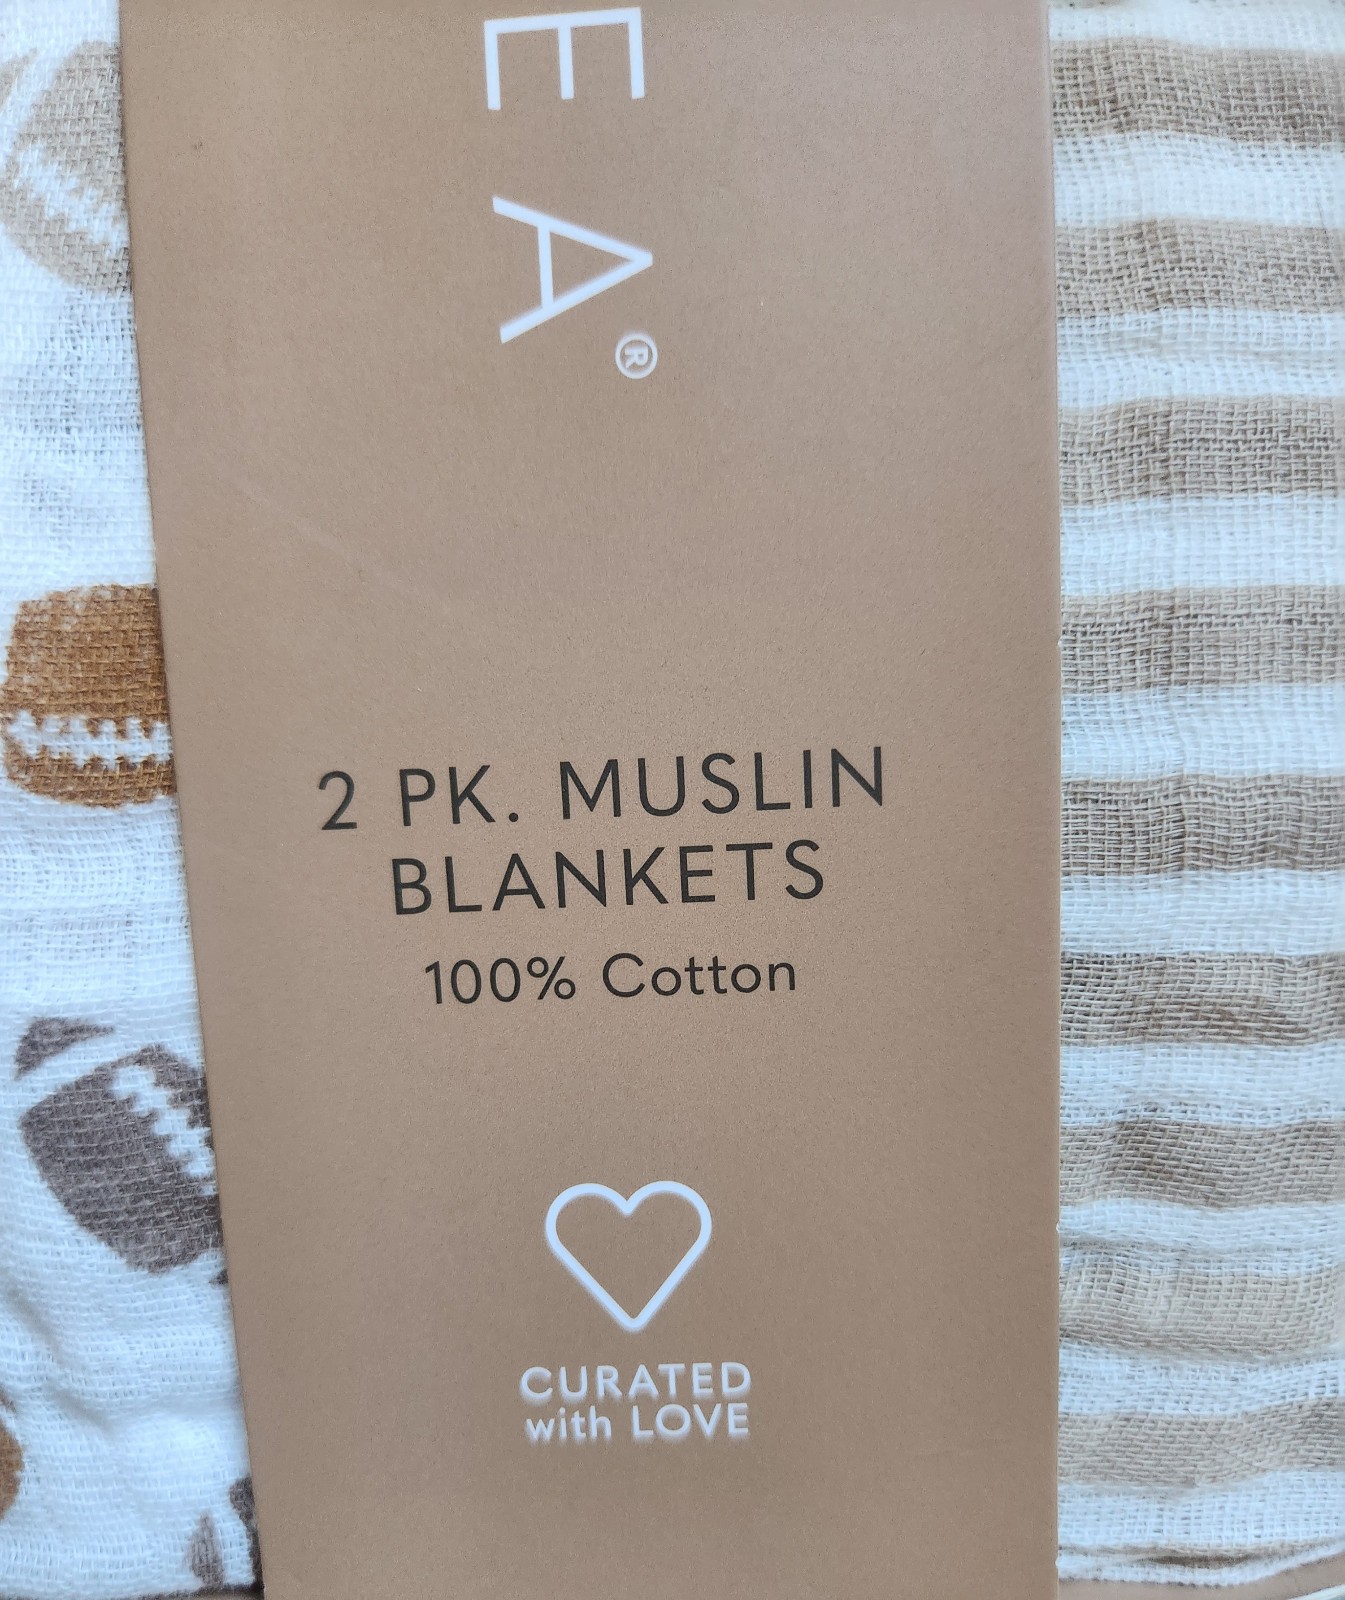 EA®
2 PK. MUSLIN
BLANKETS
100% Cotton
CURATED
with LOVE